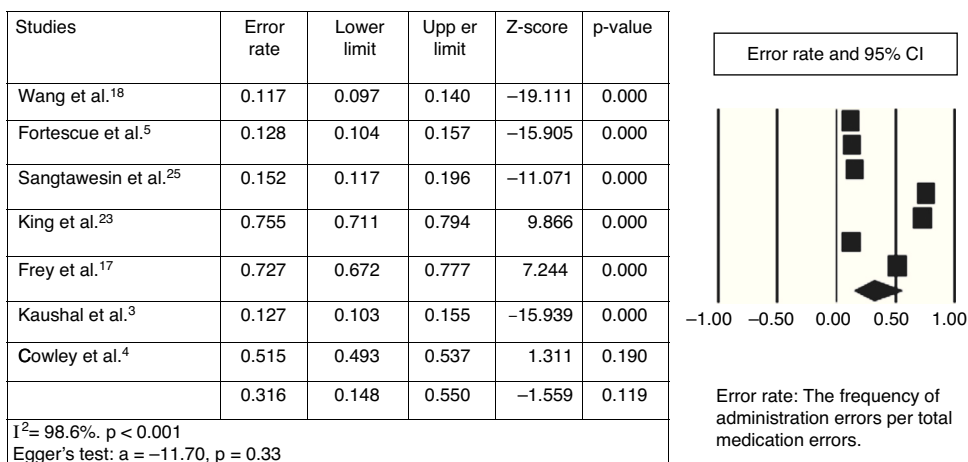 Studies Error rate Lower limit Upp er limit Z-score p-value
Wang et al.18 0.117 0.097 0.140 –19.111 0.000
Fortescue et al.5 0.128 0.104 0.157 –15.905 0.000
Sangtawesin et al.25 0.152 0.117 0.196 –11.071 0.000
King et al.23 0.755 0.711 0.794 9.866 0.000
Frey et al.17 0.727 0.672 0.777 7.244 0.000
Kaushal et al.3 0.127 0.103 0.155 –15.939 0.000
Cowley et al.4 0.515 0.493 0.537 1.311 0.190
0.316 0.148 0.550 –1.559 0.119
I2= 98.6%. p < 0.001
Egger's test: a = –11.70, p = 0.33
Error rate and 95% CI
–1.00 –0.50 0.00 0.50 1.00
Error rate: The frequency of
administration errors per total
medication errors.